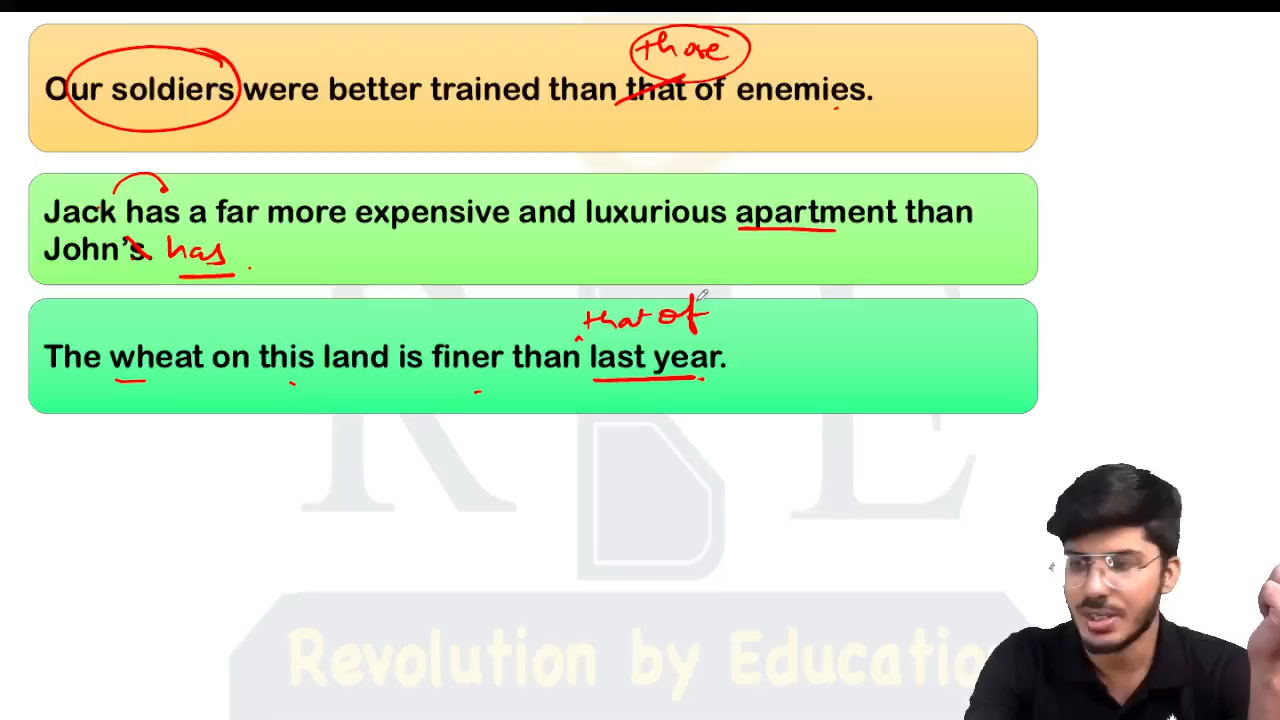 those
Our soldiers were better trained than that of enemies.
Jack has a far more expensive and luxurious apartment than
John's. has.
that of
The wheat on this land is finer than last year.
R E
Revolution by Educatio